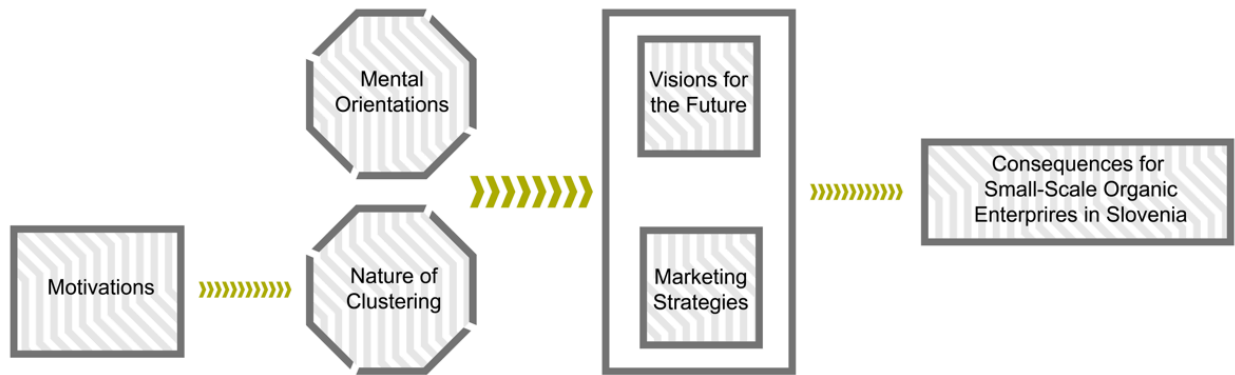 Motivations
Mental
Orientations
Nature of
Clustering
Visions for
the Future
Marketing
Strategies
Consequences for
Small-Scale Organic
Enterprires in Slovenia